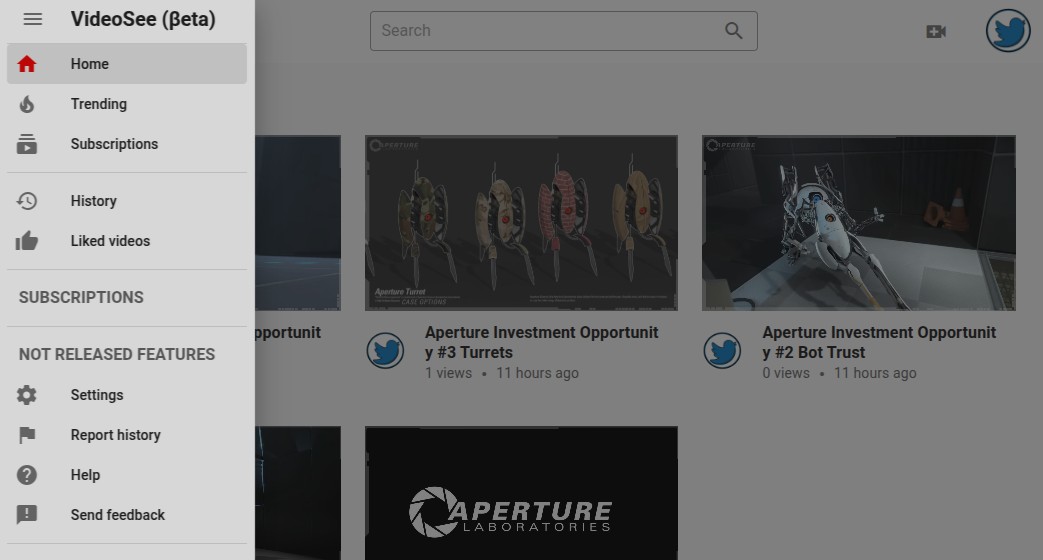 VideoSee (βeta)
Search
Home
Trending
Subscriptions
History
Liked videos
SUBSCRIPTIONS
NOT RELEASED FEATURES
Settings
Report history
Help
Send feedback
pportunit
APERTURE
Aperture Turret
CASE OPTIONS
Aperture Investment Opportunit
y #3 Turrets
1 views • 11 hours ago
APERTURE
Aperture Investment Opportunit
y #2 Bot Trust
0 views • 11 hours ago
APERTURE
LABORATORIES